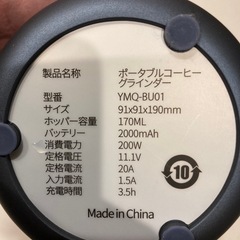 製品名称 ポータブルコーヒー
グラインダー
型番 YMQ-BU01
サイズ 91x91x190mm
ホッパー容量 170ML
バッテリー 2000mAh
消費電力 200W
定格電圧 11.1V
定格電流 20A
入力電流 1.5A
充電時間 3.5h
10
Made in China